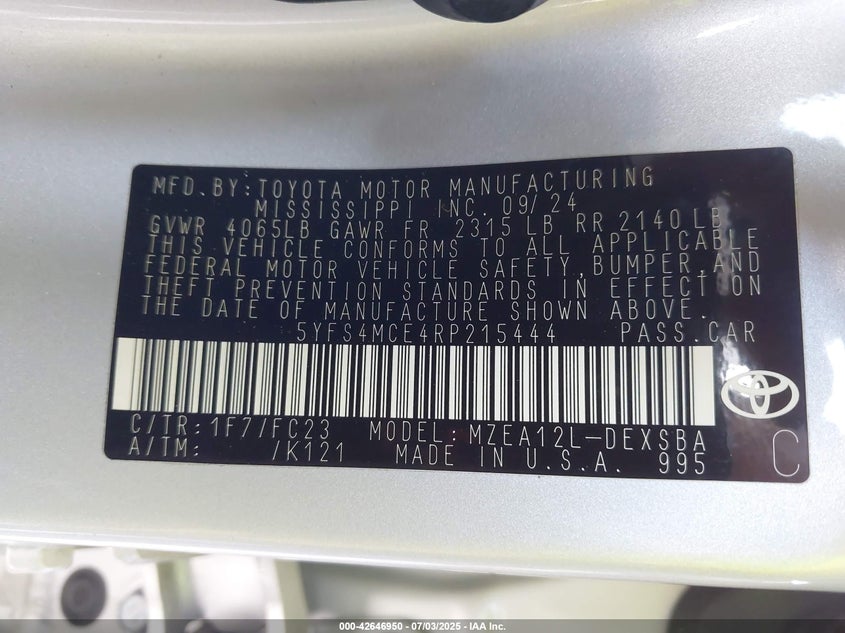 MFD.BY:TOYOTA MOTOR MANUFACTURING
MISSISSIPPI INC. 09/24
GVWR 4065LB GAWR FR 2315 LB RR 2140 LB
THIS VEHICLE CONFORMS TO ALL APPLICABLE
FEDERAL MOTOR VEHICLE SAFETY,BUMPER,AND
THEFT PREVENTION STANDARDS IN EFFECT ON
THE DATE OF MANUFACTURE SHOWN ABOVE.
5YFS4MCE4RP215444 PASS.CAR
C/TR:1F7/FC23 MODEL:MZEA12L-DEXSBA
A/TM: /K121 MADE IN U.S.A. 995
C
000-42646950 - 07/03/2025 - IAA Inc.